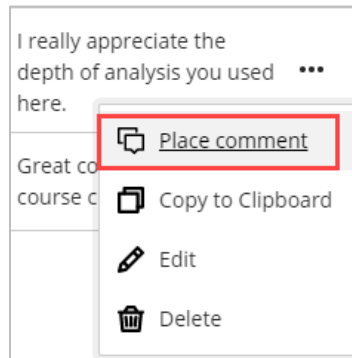 I really appreciate the
depth of analysis you used
here.
Place comment
Great co
course c
Copy to Clipboard
Edit
Delete